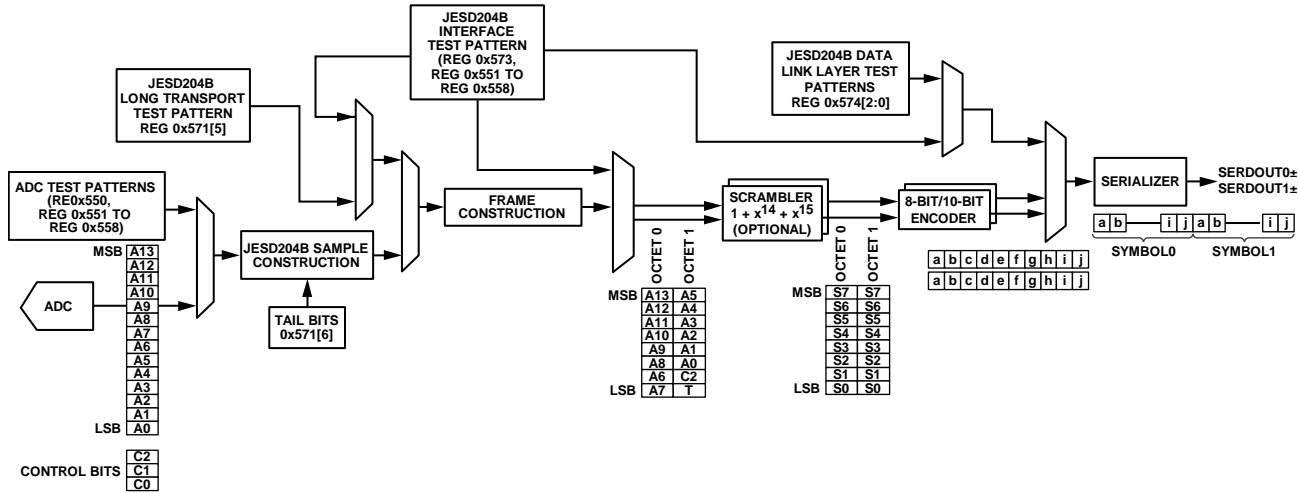 JESD204B
INTERFACE
TEST PATTERN
(REG 0x573,
REG 0x551 TO
REG 0x558)
JESD204B DATA
LINK LAYER TEST
PATTERNS
REG 0x574[2:0]
JESD204B
LONG TRANSPORT
TEST PATTERN
REG 0x571[5]
ADC TEST PATTERNS
(RE0x550,
REG 0x551 TO
REG 0x558)
ADC
MSB A13
A12
A11
A10
A9
A8
A7
A6
A5
A4
A3
A2
A1
LSB A0
C2
CONTROL BITS C1
C0
JESD204B SAMPLE
CONSTRUCTION
TAIL BITS
0x571[6]
FRAME
CONSTRUCTION
OCTET 0 OCTET 1
MSB A13 A5
A12 A4
A11 A3
A10 A2
A9 A1
A8 A0
A6 C2
LSB A7 T
SCRAMBLER
1 + x14 + x15
(OPTIONAL)
OCTET 0 OCTET 1
MSB S7 S7
S6 S6
S5 S5
S4 S4
S3 S3
S2 S2
S1 S1
LSB S0 S0
8-BIT/10-BIT
ENCODER
a b c d e f g h i j
a b c d e f g h i j
SERIALIZER
SERDOUT0±
SERDOUT1±
a b i j a b i j
SYMBOL0 SYMBOL1